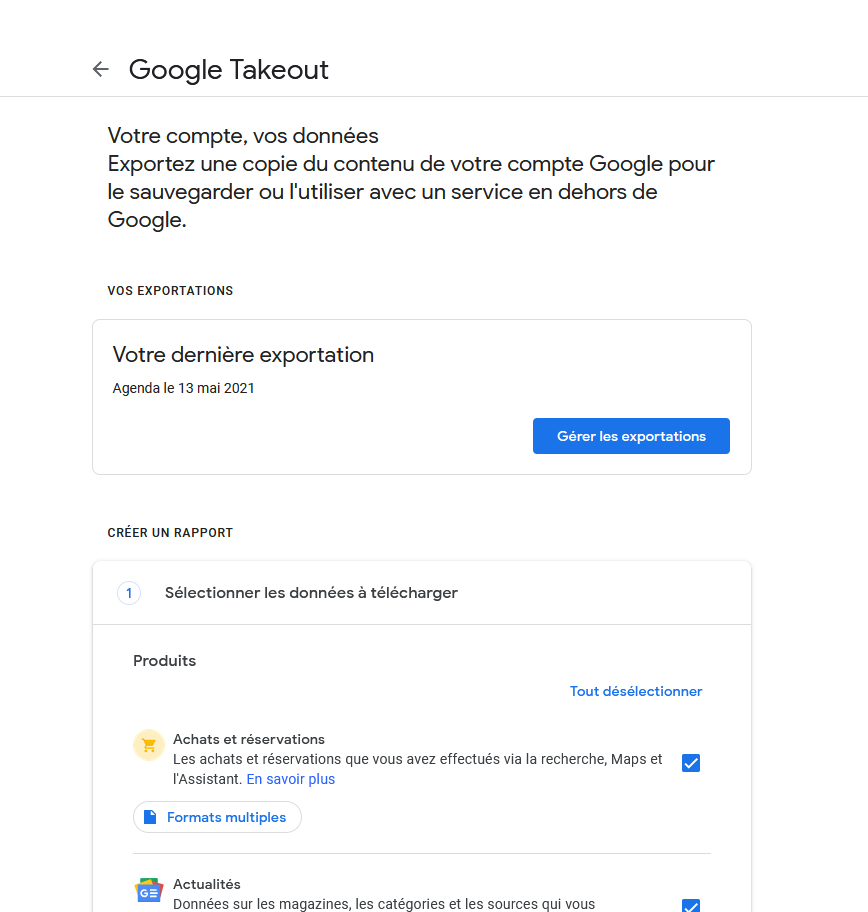 Google Takeout
Votre compte, vos données
Exportez une copie du contenu de votre compte Google pour
le sauvegarder ou l'utiliser avec un service en dehors de
Google.
VOS EXPORTATIONS
Votre dernière exportation
Agenda le 13 mai 2021
Gérer les exportations
CRÉER UN RAPPORT
1 Sélectionner les données à télécharger
Produits
Tout désélectionner
Achats et réservations
Les achats et réservations que vous avez effectués via la recherche, Maps et
l'Assistant. En savoir plus
Formats multiples
Actualités
Données sur les magazines, les catégories et les sources qui vous